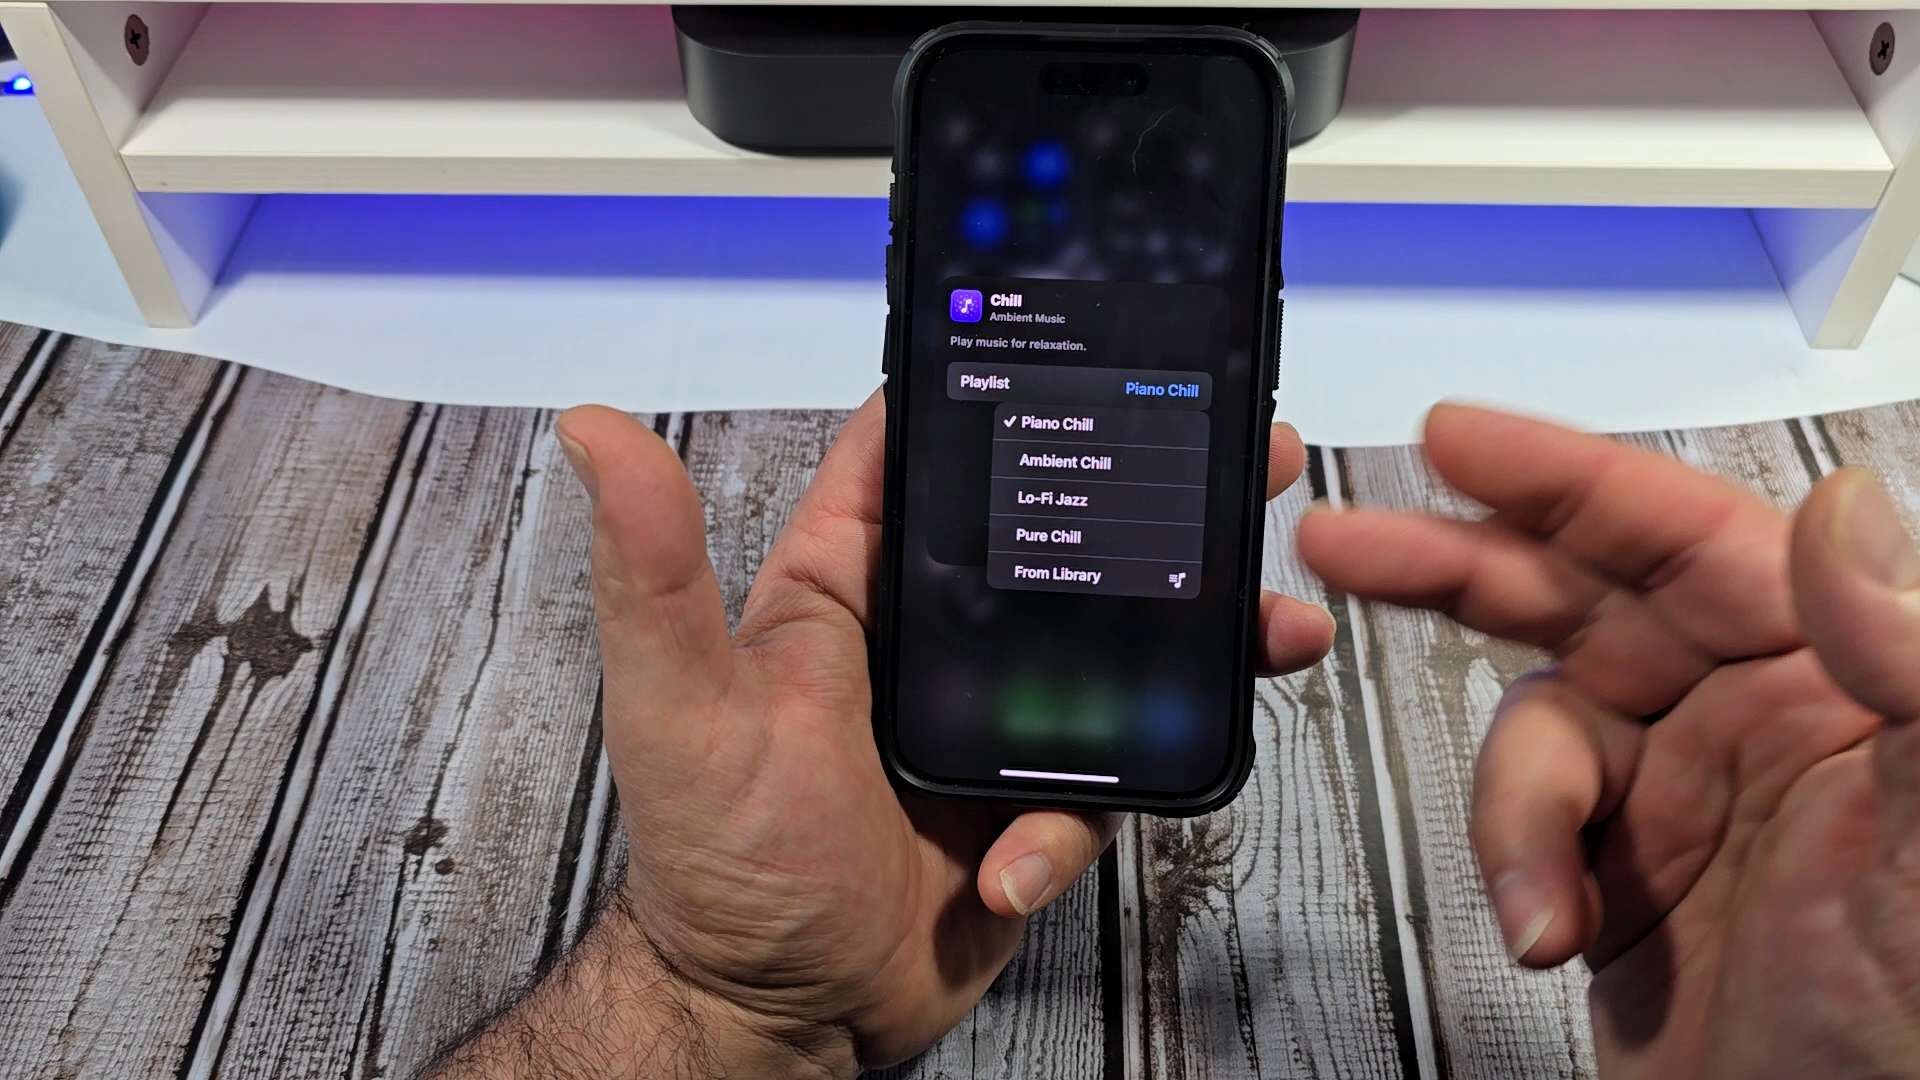 Chill
Ambient Music
Play music for relaxation.
Playlist Piano Chill
✓ Piano Chill
Ambient Chill
Lo-Fi Jazz
Pure Chill
From Library